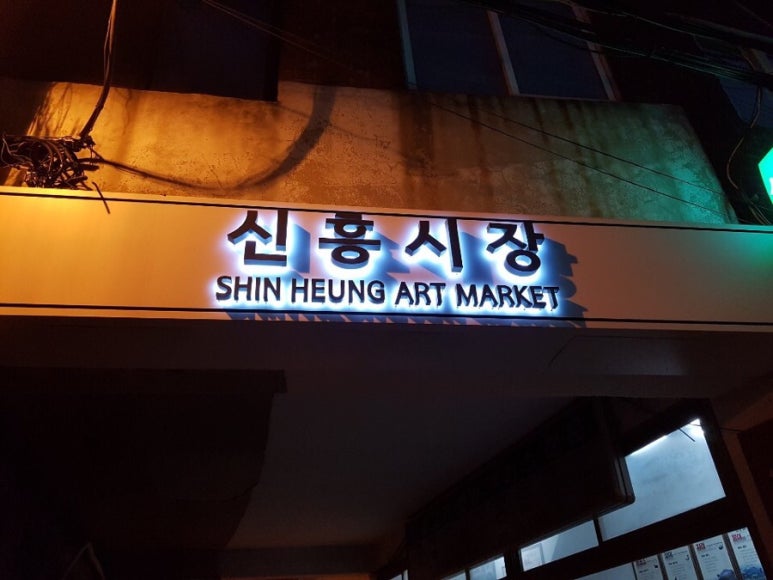 신흥시장
SHIN HEUNG ART MARKET